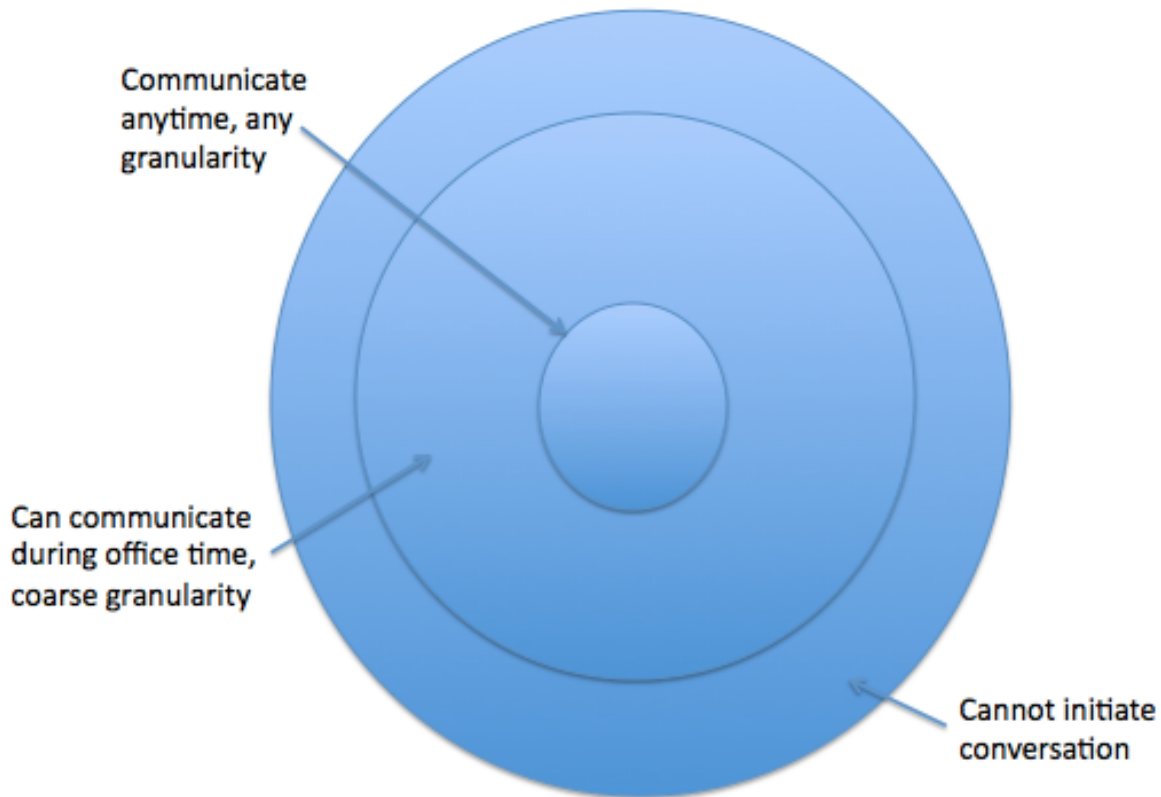 Communicate
anytime, any
granularity
Can communicate
during office time,
coarse granularity
Cannot initiate
conversation